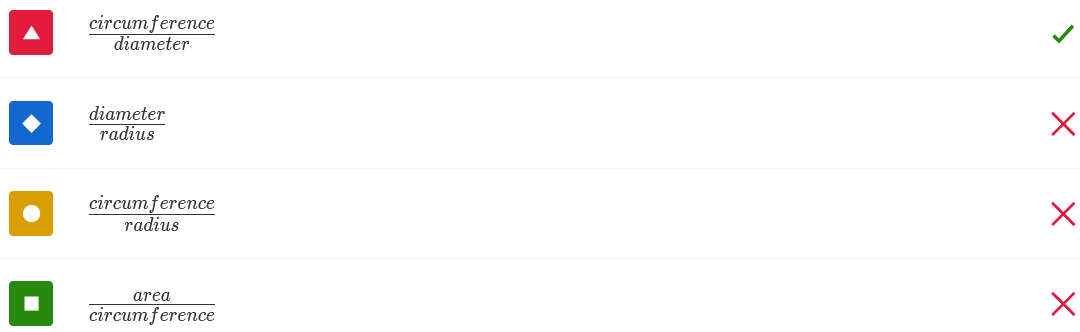 circumference
diameter
diameter
radius
circumference
radius
area
circumference